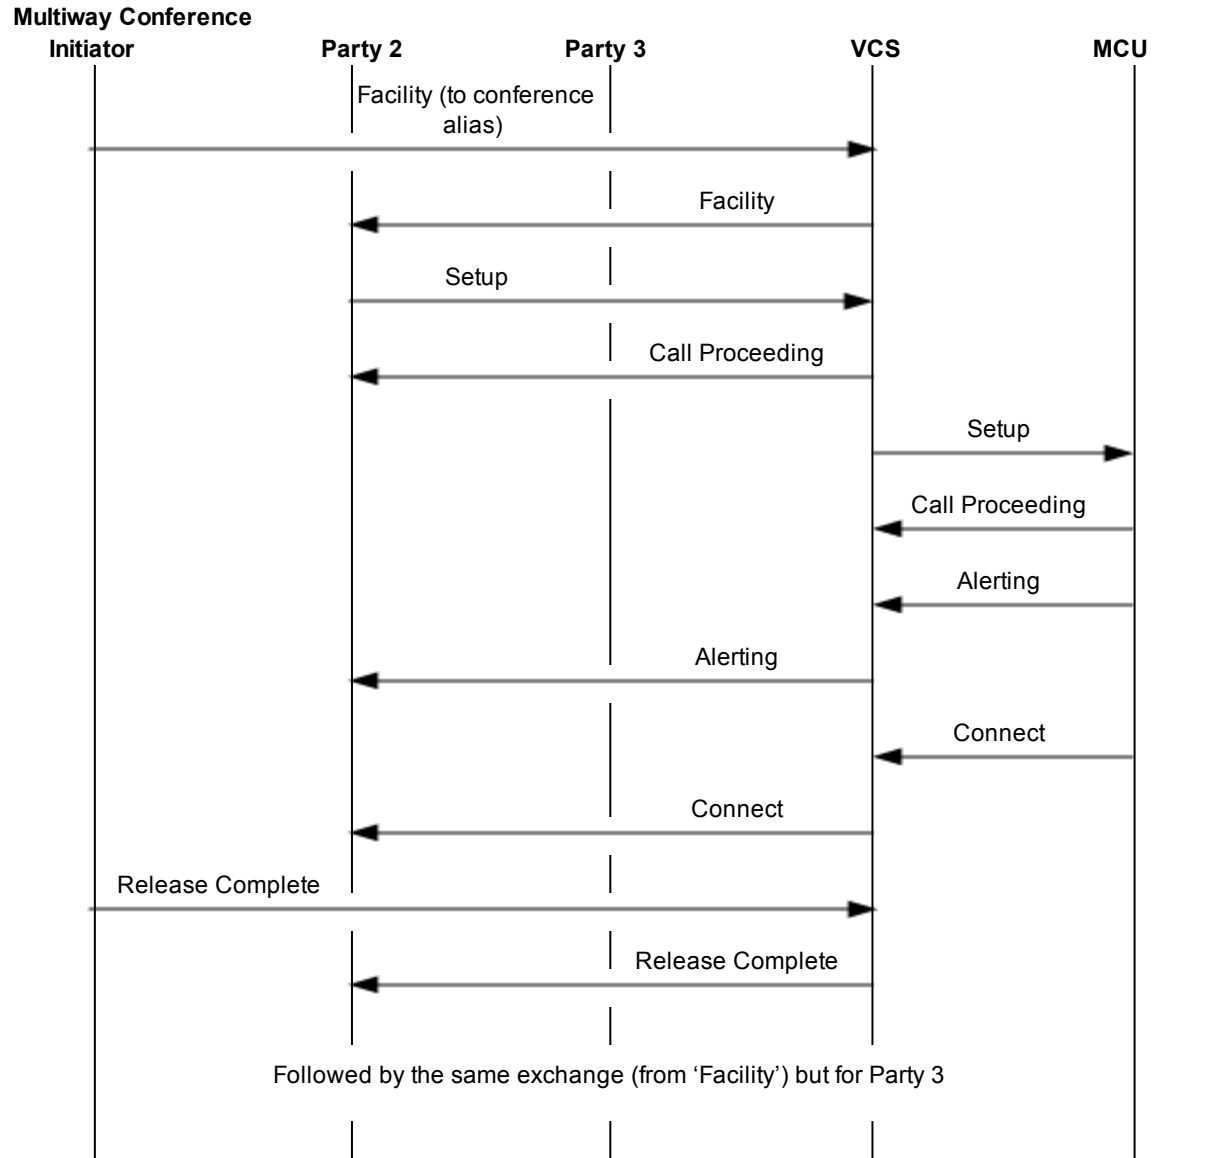 Multiway Conference
Initiator Party 2 Party 3 VCS MCU
Facility (to conference
alias)
Facility
Setup
Call Proceeding
Setup
Call Proceeding
Alerting
Alerting
Connect
Connect
Release Complete
Release Complete
Followed by the same exchange (from ‘Facility’) but for Party 3